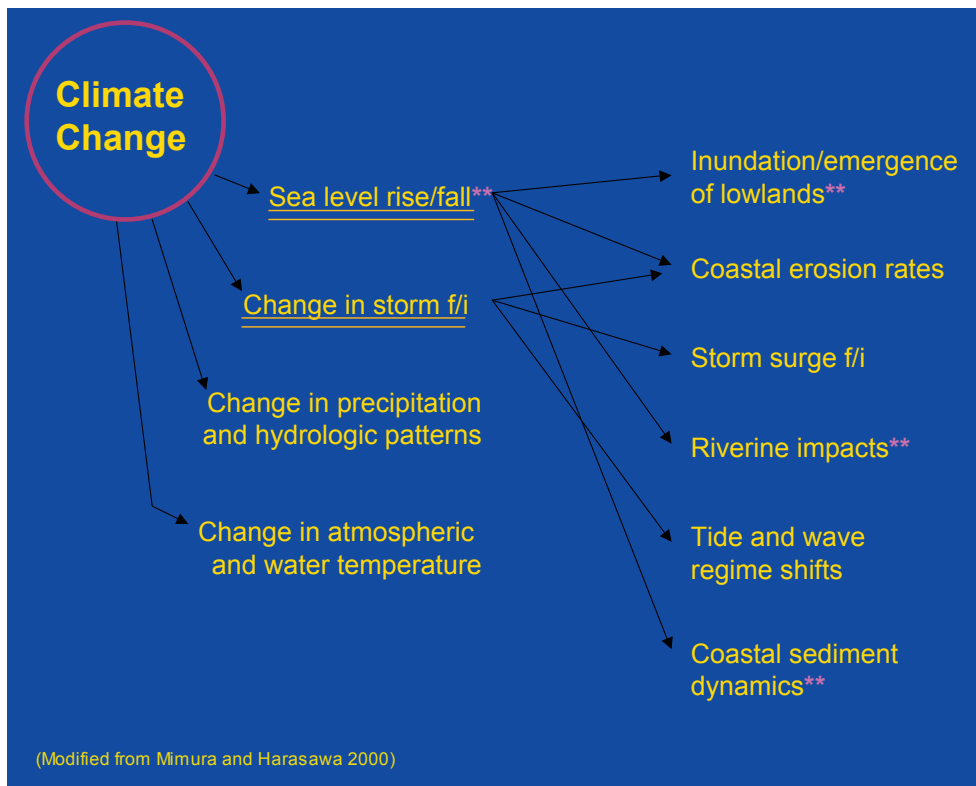 Climate
Change
Sea level rise/fall**
Change in storm f/i
Change in precipitation
and hydrologic patterns
Change in atmospheric
and water temperature
Inundation/emergence
of lowlands**
Coastal erosion rates
Storm surge f/i
Riverine impacts**
Tide and wave
regime shifts
Coastal sediment
dynamics**
(Modified from Mimura and Harasawa 2000)